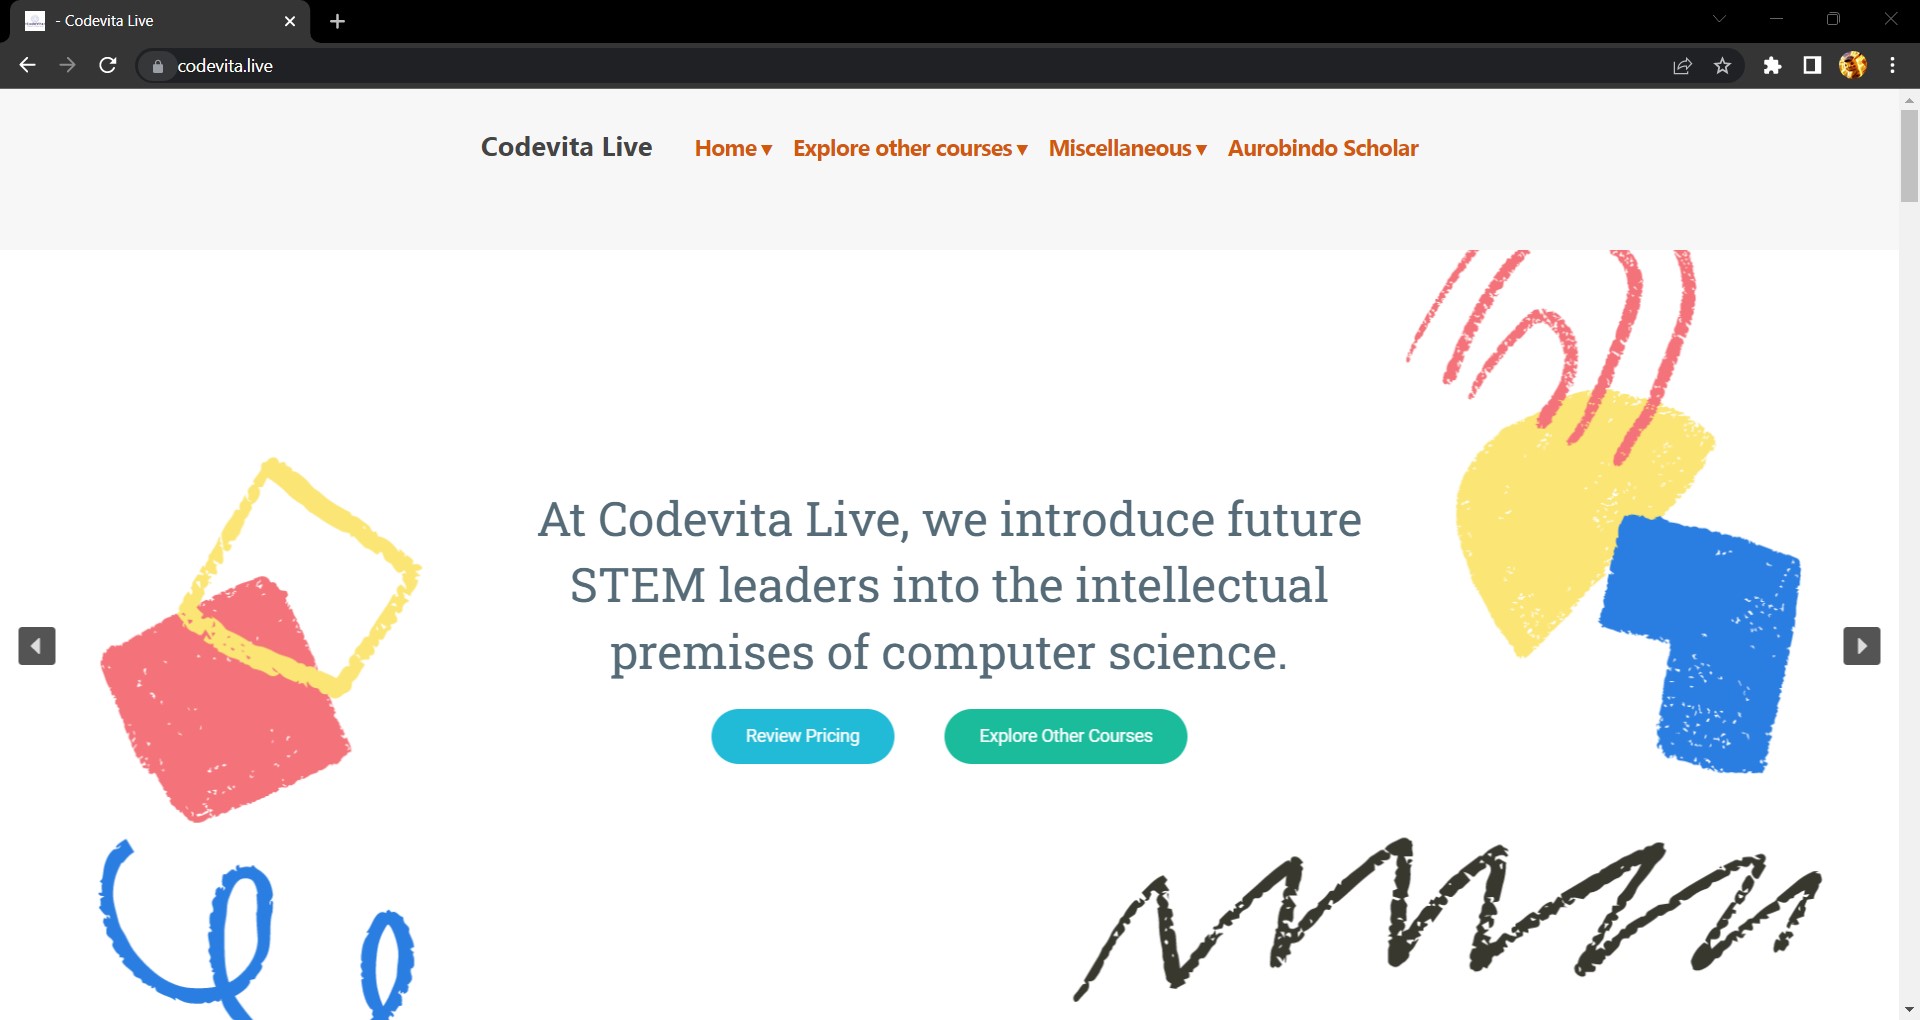 - Codevita Live
codevita.live
Codevita Live Home ▾ Explore other courses ▾ Miscellaneous ▾ Aurobindo Scholar
At Codevita Live, we introduce future
STEM leaders into the intellectual
premises of computer science.
Review Pricing Explore Other Courses